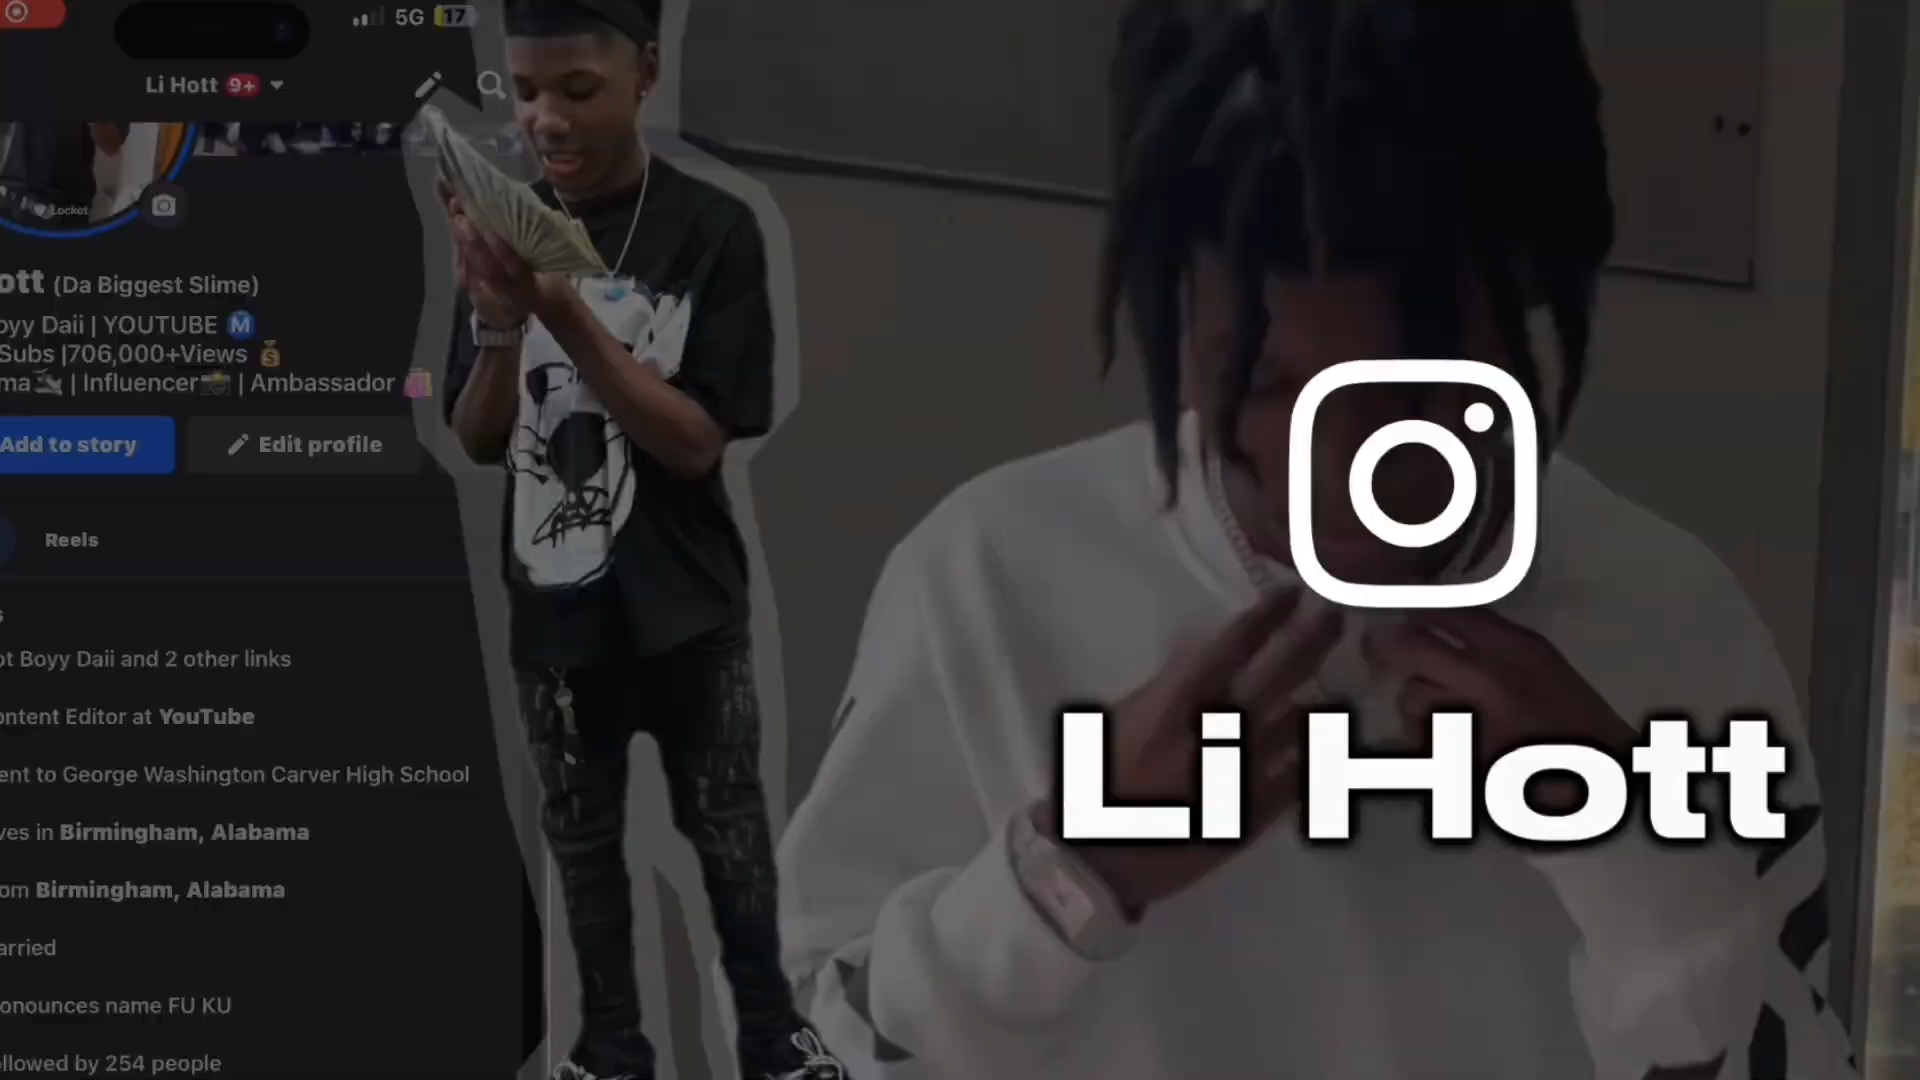 5G 17
Li Hott 9+
Locket
ott (Da Biggest Slime)
oyy Daii | YOUTUBE M
Subs |706,000+Views
ma | Influencer | Ambassador
Add to story
Edit profile
Reels
s
ot Boyy Daii and 2 other links
ontent Editor at YouTube
ent to George Washington Carver High School
ves in Birmingham, Alabama
om Birmingham, Alabama
arried
onounces name FU KU
ollowed by 254 people
Li Hott